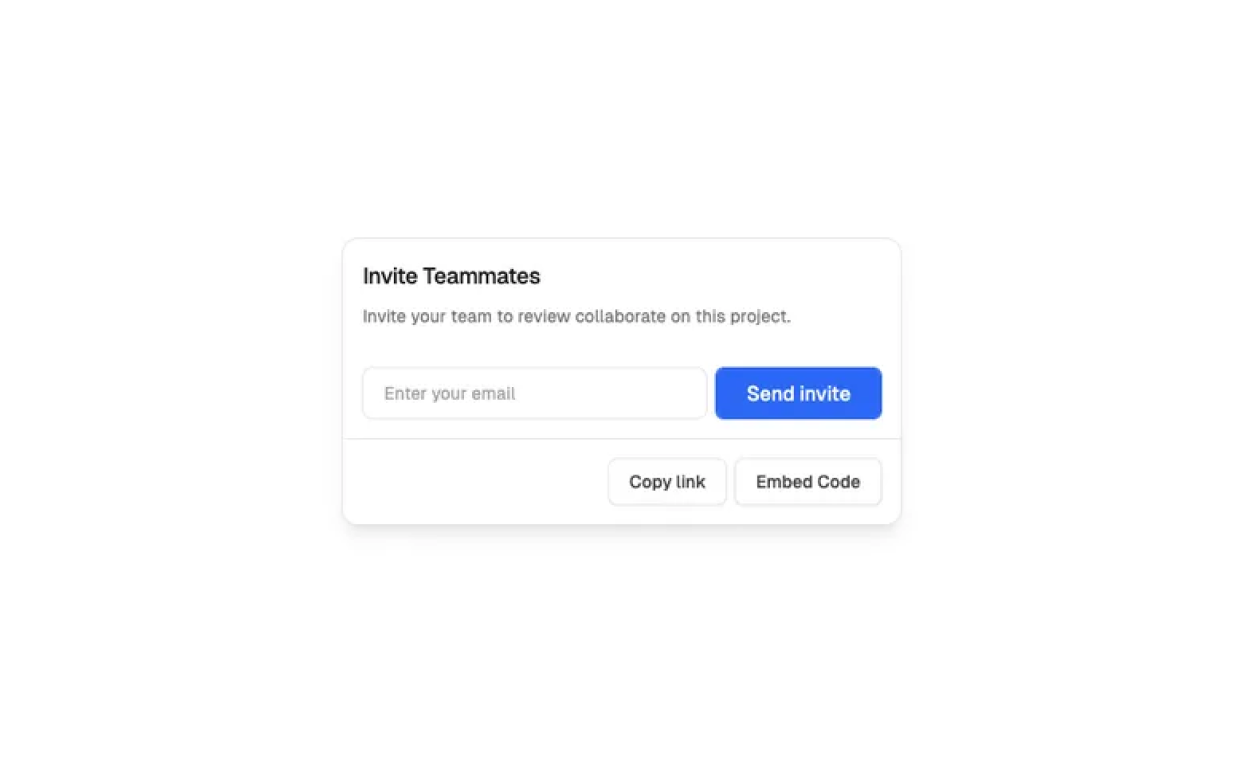 Invite Teammates
Invite your team to review collaborate on this project.
Enter your email
Send invite
Copy link
Embed Code